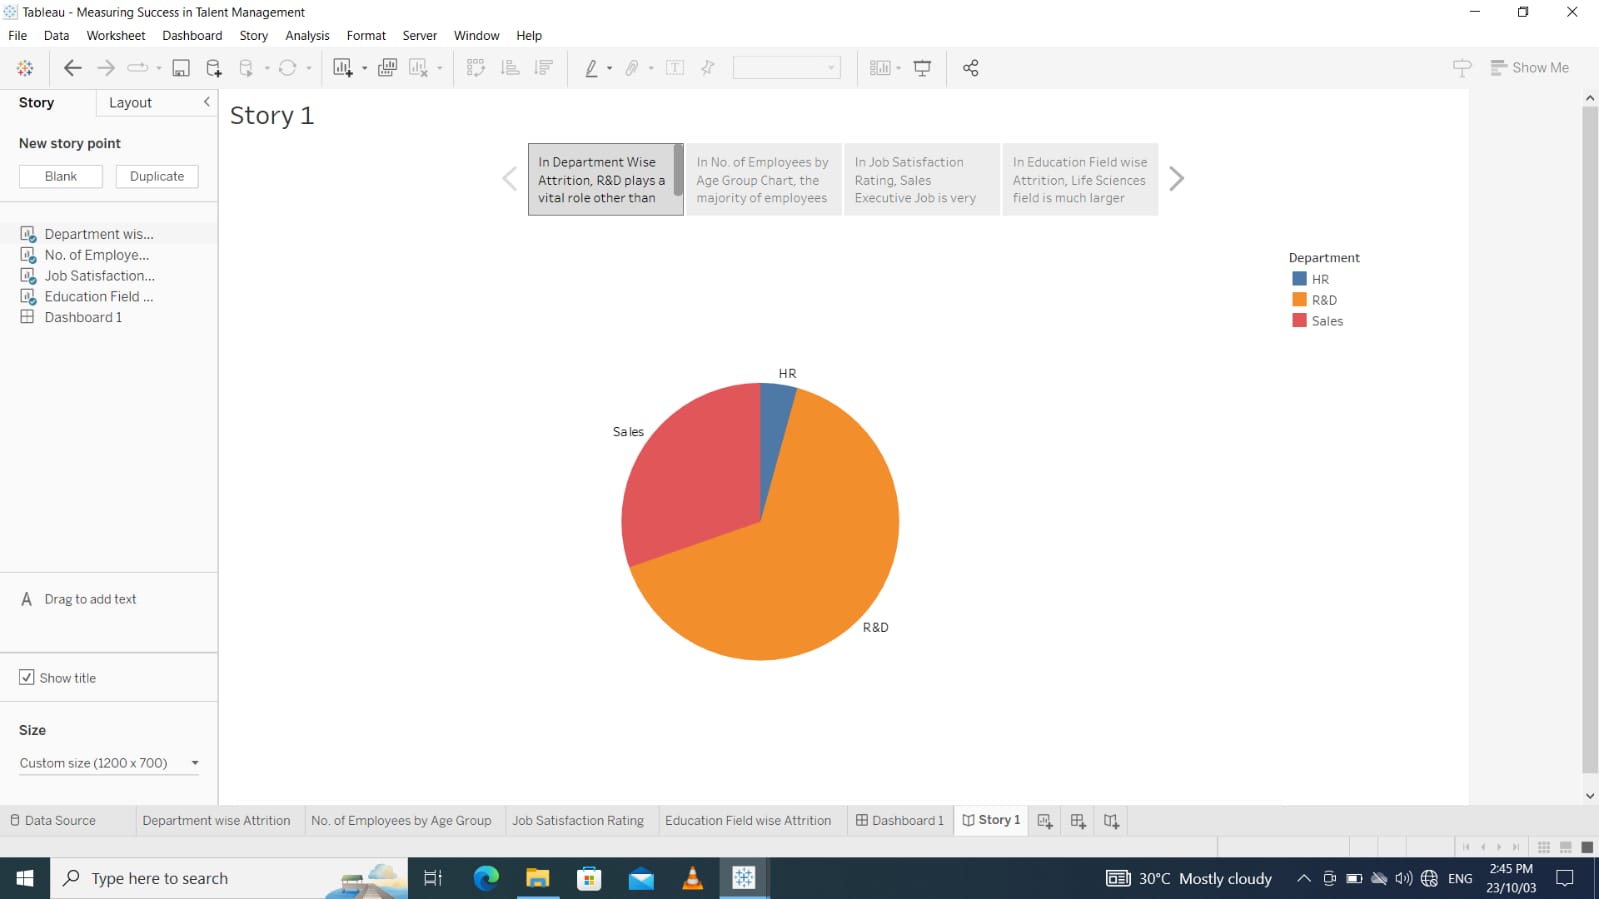 Tableau - Measuring Success in Talent Management
File Data Worksheet Dashboard Story Analysis Format Server Window Help
Show Me
Story Layout
New story point
Blank Duplicate
Department wis...
No. of Employe...
Job Satisfaction...
Education Field ...
Dashboard 1
A Drag to add text
Show title
Size
Custom size (1200 x 700)
Story 1
In Department Wise
Attrition, R&D plays a
vital role other than
In No. of Employees by
Age Group Chart, the
majority of employees
In Job Satisfaction
Rating, Sales
Executive Job is very
In Education Field wise
Attrition, Life Sciences
field is much larger
Department
HR
R&D
Sales
HR
Sales
R&D
Data Source Department wise Attrition No. of Employees by Age Group Job Satisfaction Rating Education Field wise Attrition Dashboard 1 Story 1
Type here to search
30°C Mostly cloudy
ENG
2:45 PM
23/10/03